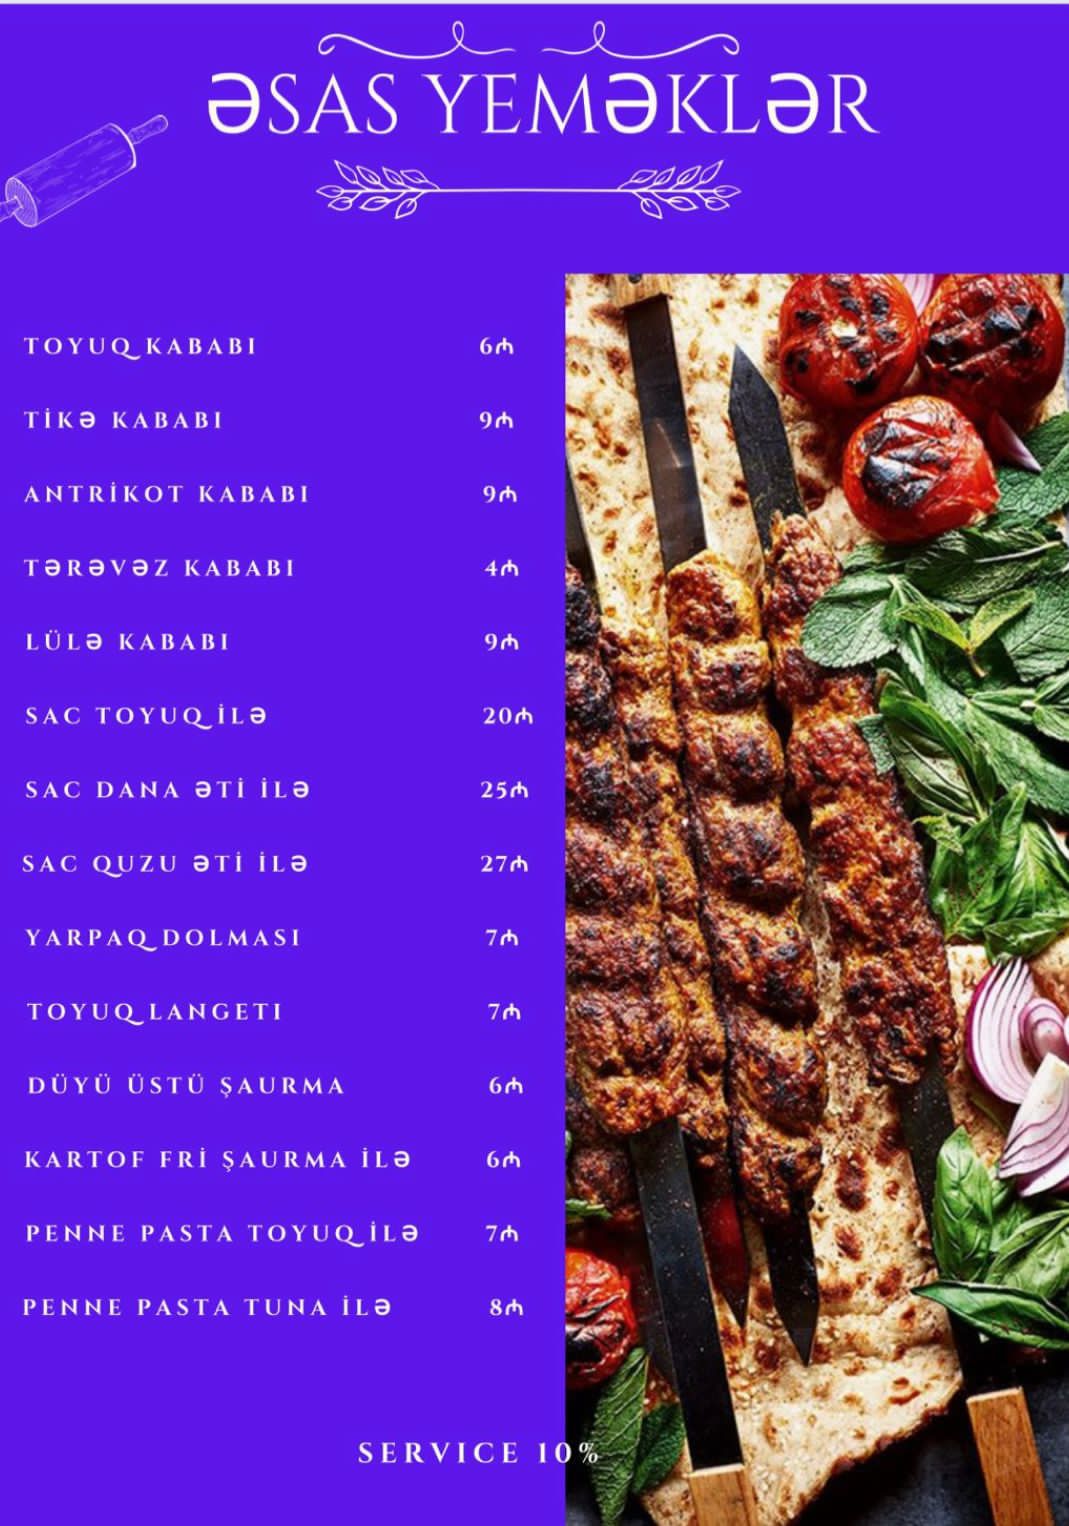 ƏSAS YEMƏKLƏR
TOYUQ KABABI 6₼
TİKƏ KABABI 9₼
ANTRİKOT KABABI 9₼
TƏRƏVƏZ KABABI 4₼
LÜLƏ KABABI 9₼
SAC TOYUQ İLƏ 20₼
SAC DANA ƏTİ İLƏ 25₼
SAC QUZU ƏTİ İLƏ 27₼
YARPAQ DOLMASI 7₼
TOYUQ LANGETI 7₼
DÜYÜ ÜSTÜ ŞAURMA 6₼
KARTOF FRİ ŞAURMA İLƏ 6₼
PENNE PASTA TOYUQ İLƏ 7₼
PENNE PASTA TUNA İLƏ 8₼
SERVICE 10%